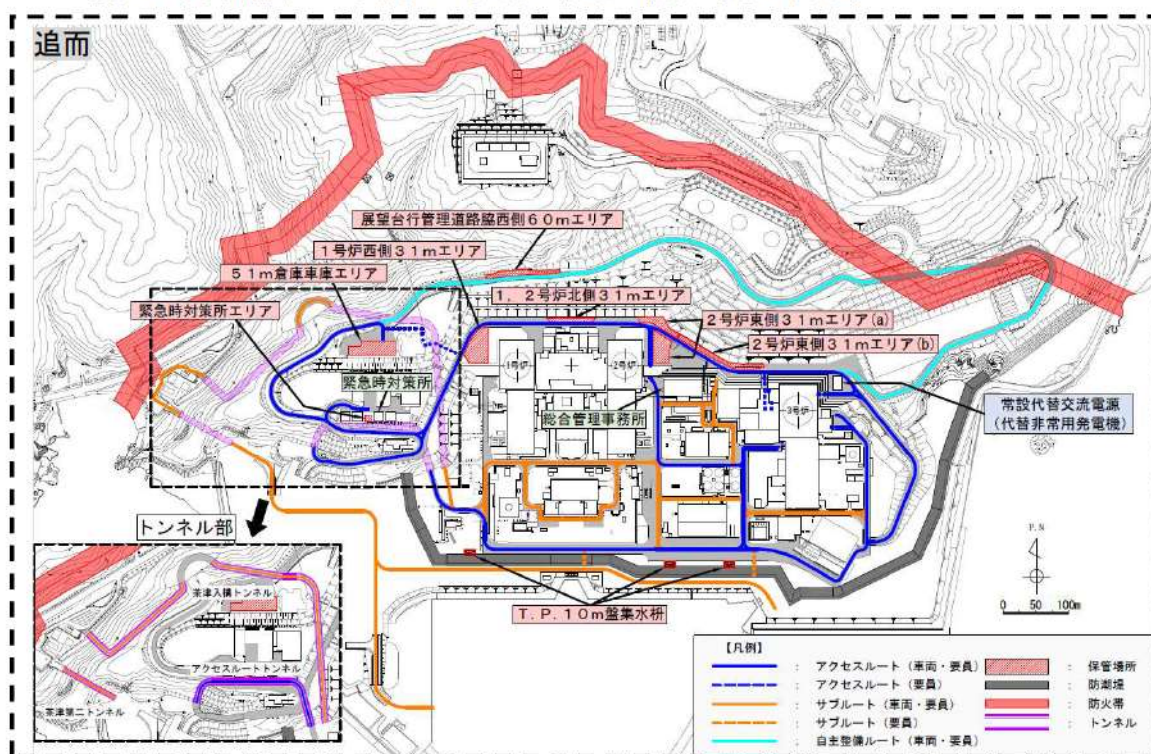 追而
展望台行管理道路脇西側６０ｍエリア
１号炉西側３１ｍエリア
５１ｍ倉庫車庫エリア
１，２号炉北側３１ｍエリア
緊急時対策所エリア
２号炉東側３１ｍエリア(a)
２号炉東側３１ｍエリア(b)
1号炉
2号炉
緊急時対策所
総合管理事務所
3号炉
常設代替交流電源
（代替非常用発電機）
トンネル部
茶津入構トンネル
アクセスルートトンネル
茶津第二トンネル
Ｔ．Ｐ．１０ｍ盤集水枡
P.N
0 50 100m
【凡例】
： アクセスルート（車両・要員）
： アクセスルート（要員）
： サブルート（車両・要員）
： サブルート（要員）
： 自主整備ルート（車両・要員）
： 保管場所
： 防潮堤
： 防火帯
： トンネル